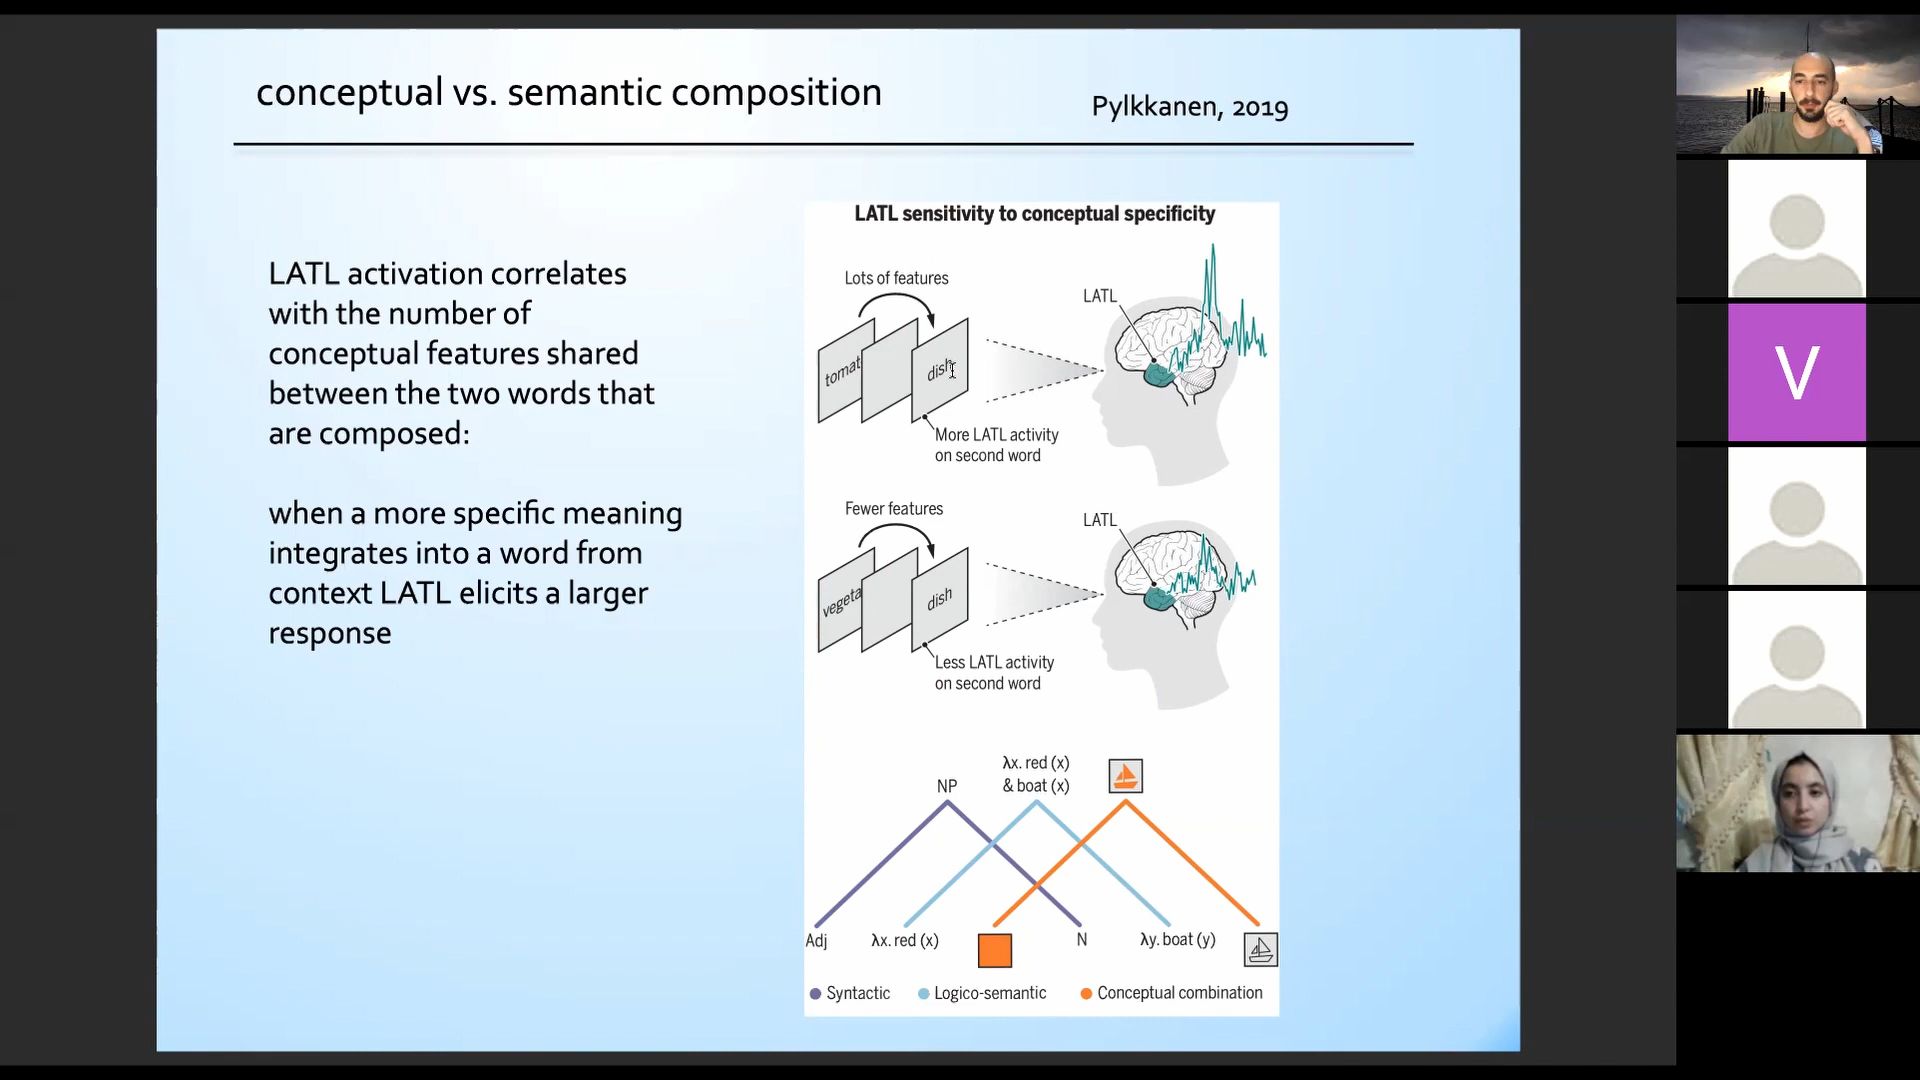 conceptual vs. semantic composition
Pylkkanen, 2019
LATL activation correlates
with the number of
conceptual features shared
between the two words that
are composed:
when a more specific meaning
integrates into a word from
context LATL elicits a larger
response
LATL sensitivity to conceptual specificity
Lots of features
LATL
tomat
dish
More LATL activity
on second word
Fewer features
LATL
vegeta
dish
Less LATL activity
on second word
λx. red (x)
& boat (x)
NP
Adj
λx. red (x)
N
λy. boat (y)
Syntactic
Logico-semantic
Conceptual combination
V